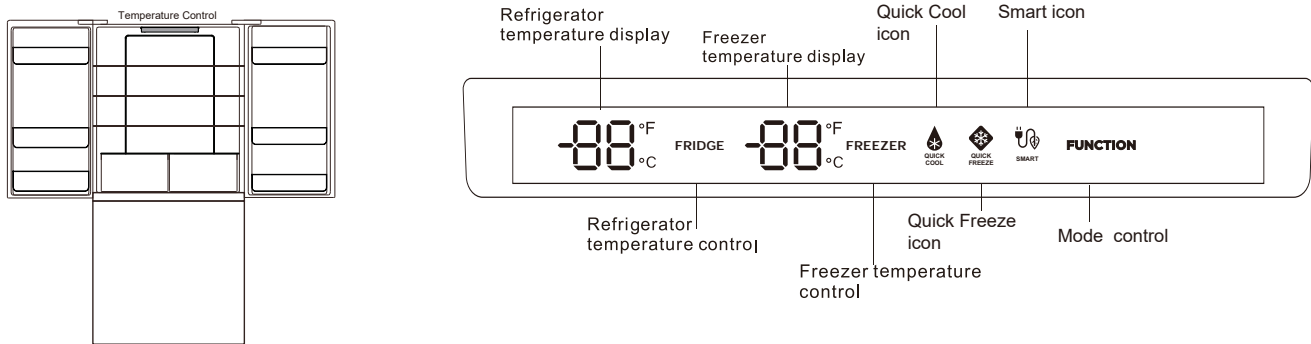 Temperature Control
Refrigerator
temperature display
Freezer
temperature display
Quick Cool
icon
Smart icon
-88 °F
°C
FRIDGE
-88 °F
°C
FREEZER
QUICK
COOL
QUICK
FREEZE
SMART
FUNCTION
Refrigerator
temperature control
Freezer temperature
control
Quick Freeze
icon
Mode control